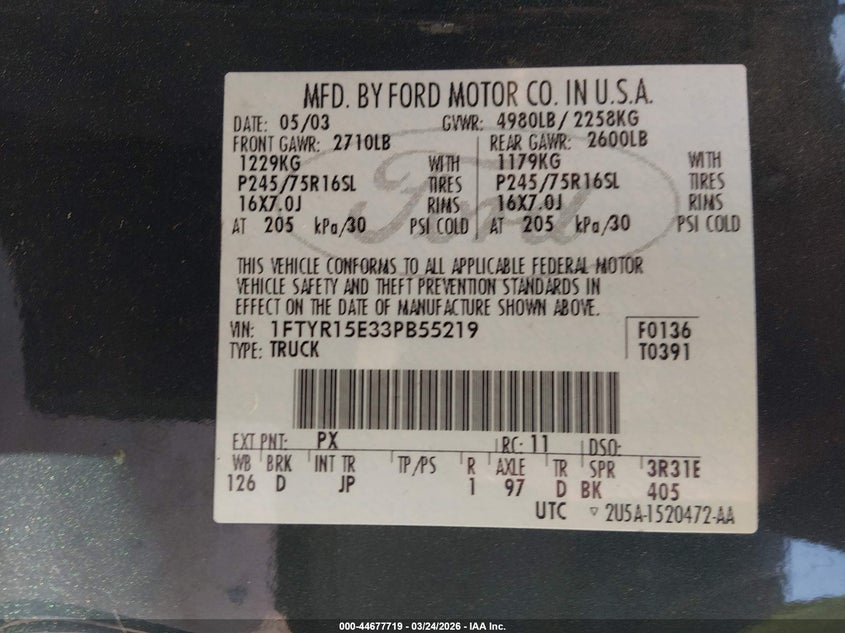 MFD. BY FORD MOTOR CO. IN U.S.A.
DATE: 05/03 GVWR: 4980LB/ 2258KG
FRONT GAWR: 2710LB REAR GAWR: 2600LB
1229KG WITH 1179KG WITH
P245/75R16SL TIRES P245/75R16SL TIRES
16X7.0J RIMS 16X7.0J RIMS
AT 205 kPa/30 PSI COLD AT 205 kPa/30 PSI COLD
Ford
THIS VEHICLE CONFORMS TO ALL APPLICABLE FEDERAL MOTOR
VEHICLE SAFETY AND THEFT PREVENTION STANDARDS IN
EFFECT ON THE DATE OF MANUFACTURE SHOWN ABOVE.
VIN: 1FTYR15E33PB55219 F0136
TYPE: TRUCK T0391
EXT PNT: PX RC: 11 DSO:
WB BRK INT TR TP/PS R AXLE TR SPR 3R31E
126 D JP 1 97 D BK 405
UTC ▽ 2U5A-1520472-AA
000-44677719 - 03/24/2026 - IAA Inc.